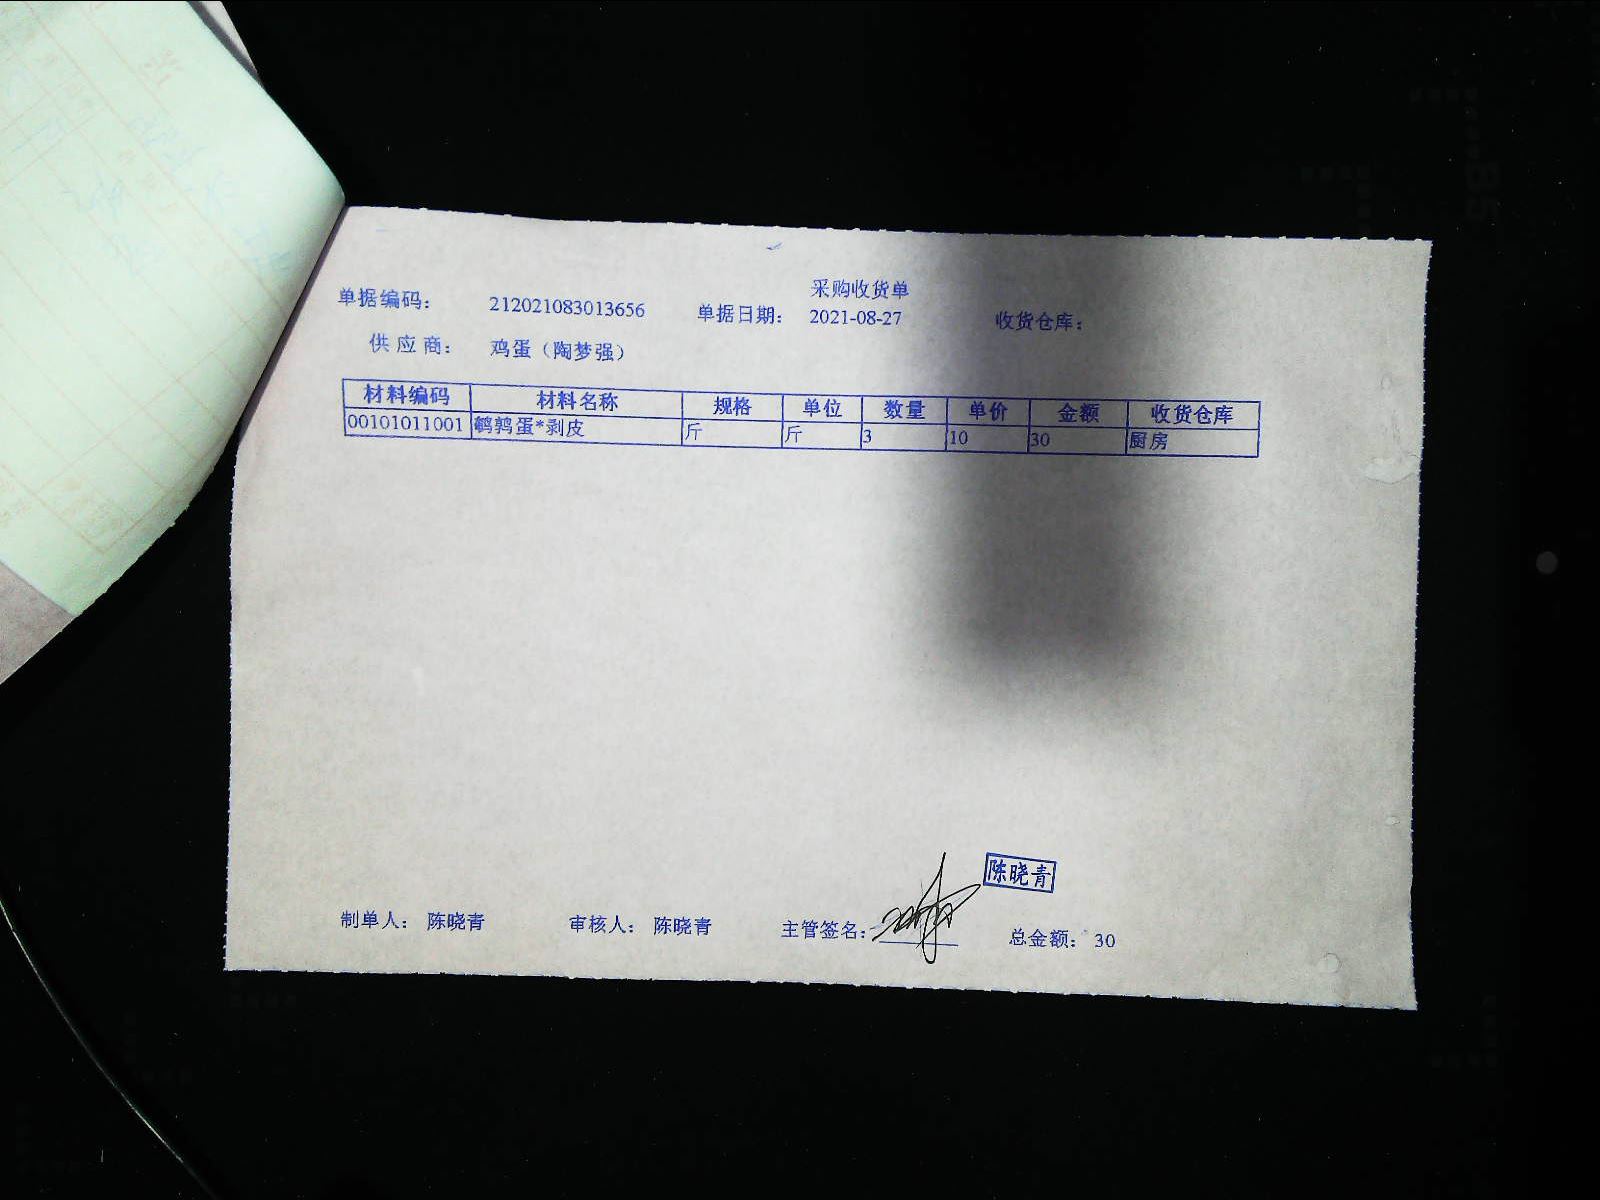 采购收货单
单据编码： 212021083013656 单据日期： 2021-08-27 收货仓库：
供 应 商： 鸡蛋（陶梦强）
材料编码 材料名称 规格 单位 数量 单价 金额 收货仓库
00101011001 鹌鹑蛋*剥皮 斤 斤 3 10 30 厨房
陈晓青
制单人： 陈晓青 审核人： 陈晓青 主管签名： 总金额： 30